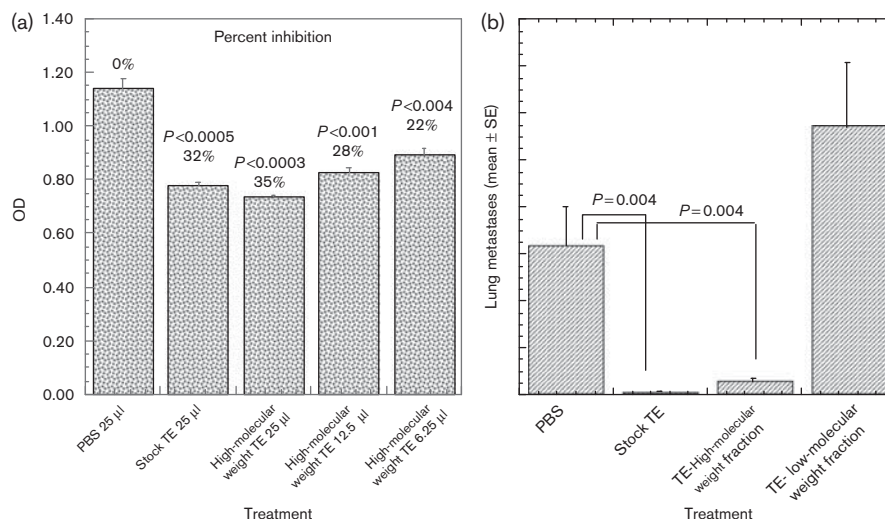 (a)
1.40
1.20
1.00
0.80
0.60
0.40
0.20
0.00
OD
Percent inhibition
0%
P<0.0005
32%
P<0.0003
35%
P<0.001
28%
P<0.004
22%
PBS 25 µl
Stock TE 25 µl
High-molecular
weight TE 25 µl
High-molecular
weight TE 12.5 µl
High-molecular
weight TE 6.25 µl
Treatment
(b)
Lung metastases (mean ± SE)
P=0.004
P=0.004
PBS
Stock TE
TE-High-molecular
weight fraction
TE- low-molecular
weight fraction
Treatment